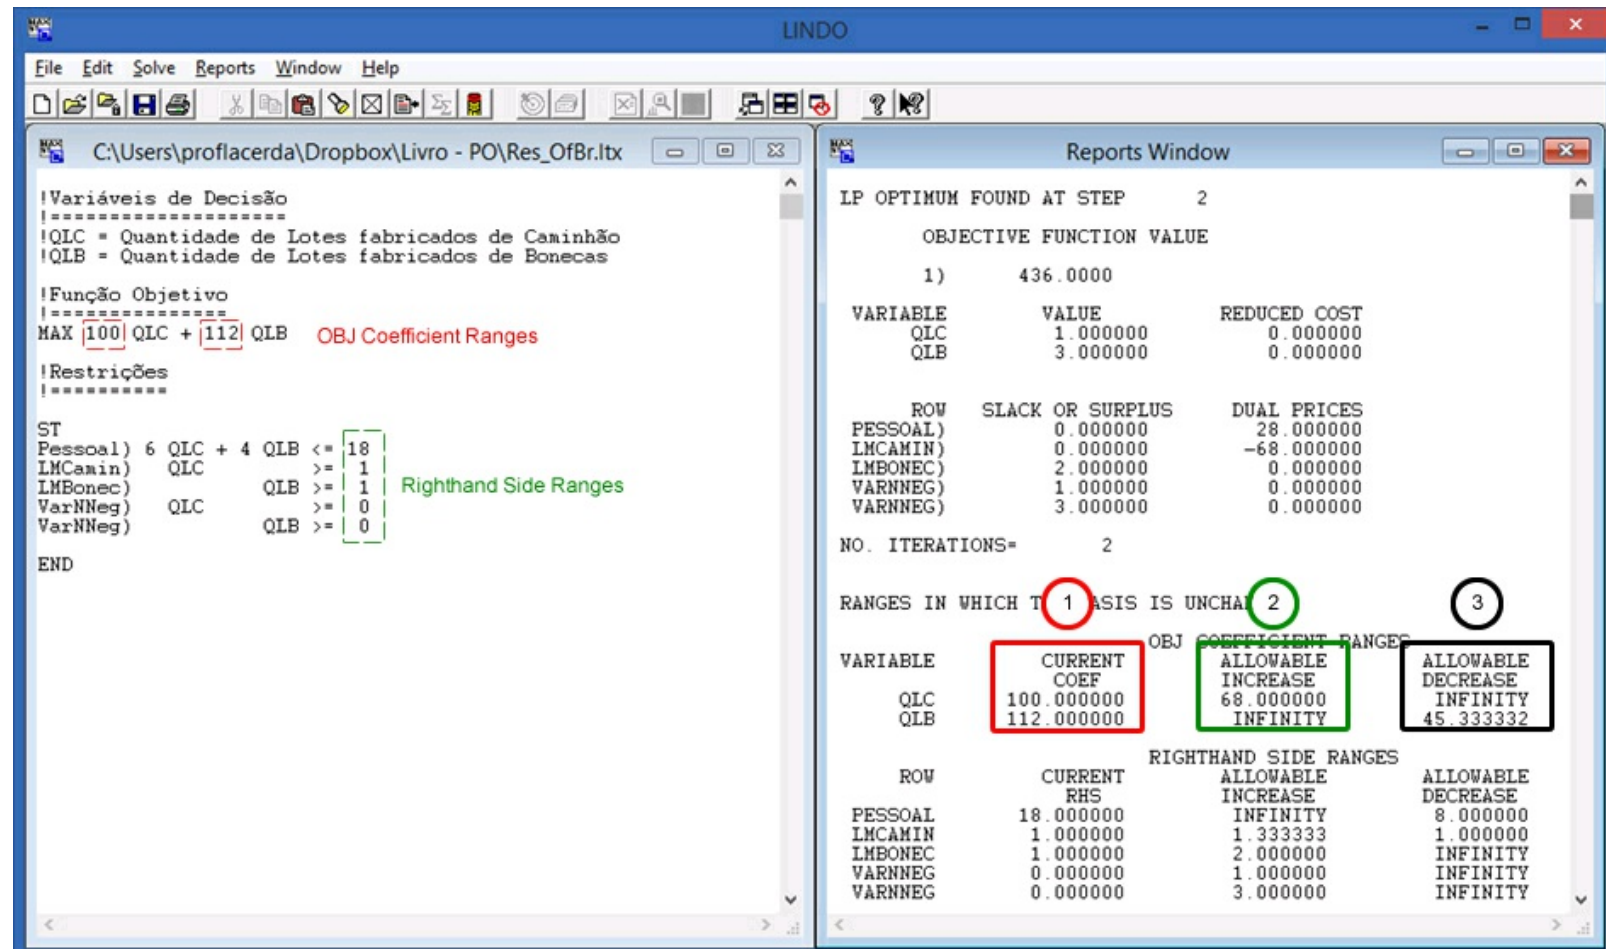 LINDO
File Edit Solve Reports Window Help
C:\Users\proflacerda\Dropbox\Livro - PO\Res_OfBr.ltx
!Variáveis de Decisão
!====================
!QLC = Quantidade de Lotes fabricados de Caminhão
!QLB = Quantidade de Lotes fabricados de Bonecas
!Função Objetivo
!===============
MAX 100 QLC + 112 QLB OBJ Coefficient Ranges
!Restrições
!==========
ST
Pessoal) 6 QLC + 4 QLB <= 18
LMCamin) QLC >= 1
LMBonec) QLB >= 1 Righthand Side Ranges
VarNNeg) QLC >= 0
VarNNeg) QLB >= 0
END
Reports Window
LP OPTIMUM FOUND AT STEP 2
OBJECTIVE FUNCTION VALUE
1) 436.0000
VARIABLE VALUE REDUCED COST
QLC 1.000000 0.000000
QLB 3.000000 0.000000
ROW SLACK OR SURPLUS DUAL PRICES
PESSOAL) 0.000000 28.000000
LMCAMIN) 0.000000 -68.000000
LMBONEC) 2.000000 0.000000
VARNNEG) 1.000000 0.000000
VARNNEG) 3.000000 0.000000
NO. ITERATIONS= 2
RANGES IN WHICH T 1 ASIS IS UNCHA 2 3
OBJ COEFFICIENT RANGES
VARIABLE CURRENT ALLOWABLE ALLOWABLE
COEF INCREASE DECREASE
QLC 100.000000 68.000000 INFINITY
QLB 112.000000 INFINITY 45.333332
RIGHTHAND SIDE RANGES
ROW CURRENT ALLOWABLE ALLOWABLE
RHS INCREASE DECREASE
PESSOAL 18.000000 INFINITY 8.000000
LMCAMIN 1.000000 1.333333 1.000000
LMBONEC 1.000000 2.000000 INFINITY
VARNNEG 0.000000 1.000000 INFINITY
VARNNEG 0.000000 3.000000 INFINITY